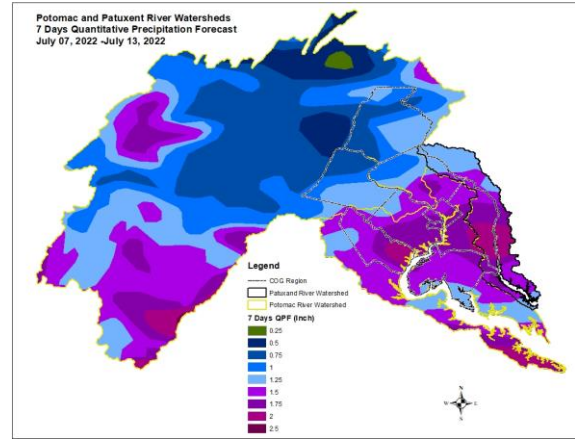 Potomac and Patuxent River Watersheds
7 Days Quantitative Precipitation Forecast
July 07, 2022 -July 13, 2022
Legend
COG Region
Patuxand River Watershed
Potomac River Watershed
7 Days QPF (Inch)
0.25
0.5
0.75
1
1.25
1.5
1.75
2
2.5
N
W E
S